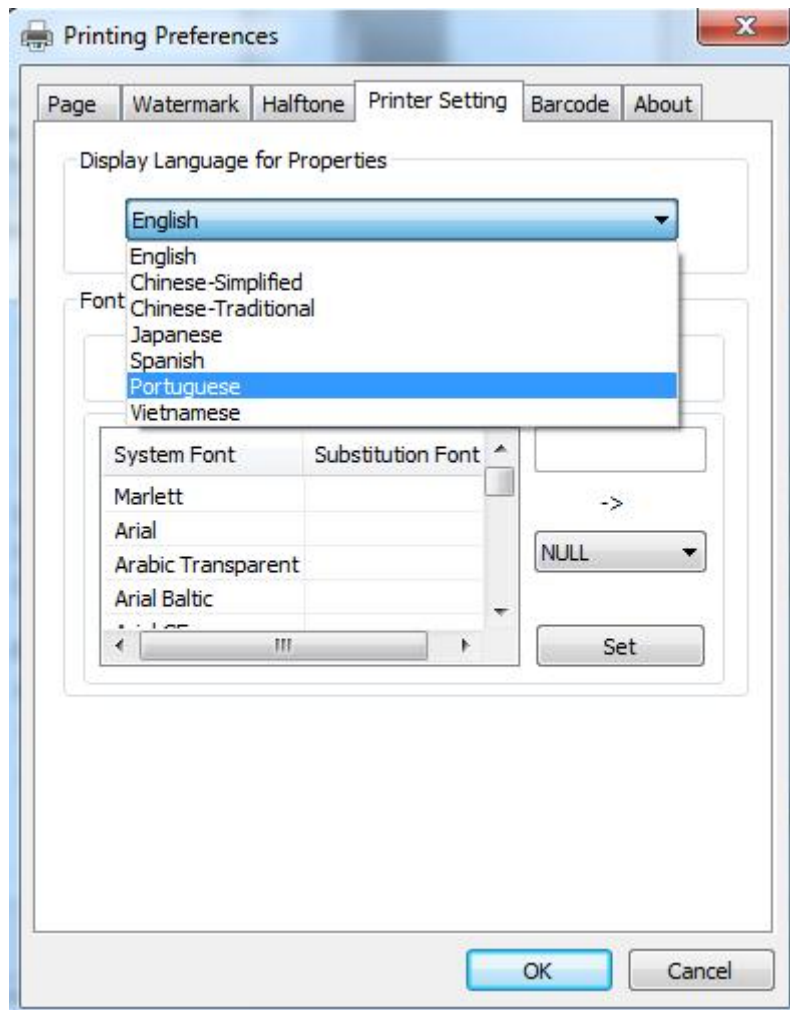 Printing Preferences
Page Watermark Halftone Printer Setting Barcode About
Display Language for Properties
English
English
Chinese-Simplified
Chinese-Traditional
Japanese
Spanish
Portuguese
Vietnamese
Font
System Font Substitution Font
Marlett
Arial
Arabic Transparent
Arial Baltic
->
NULL
Set
OK Cancel